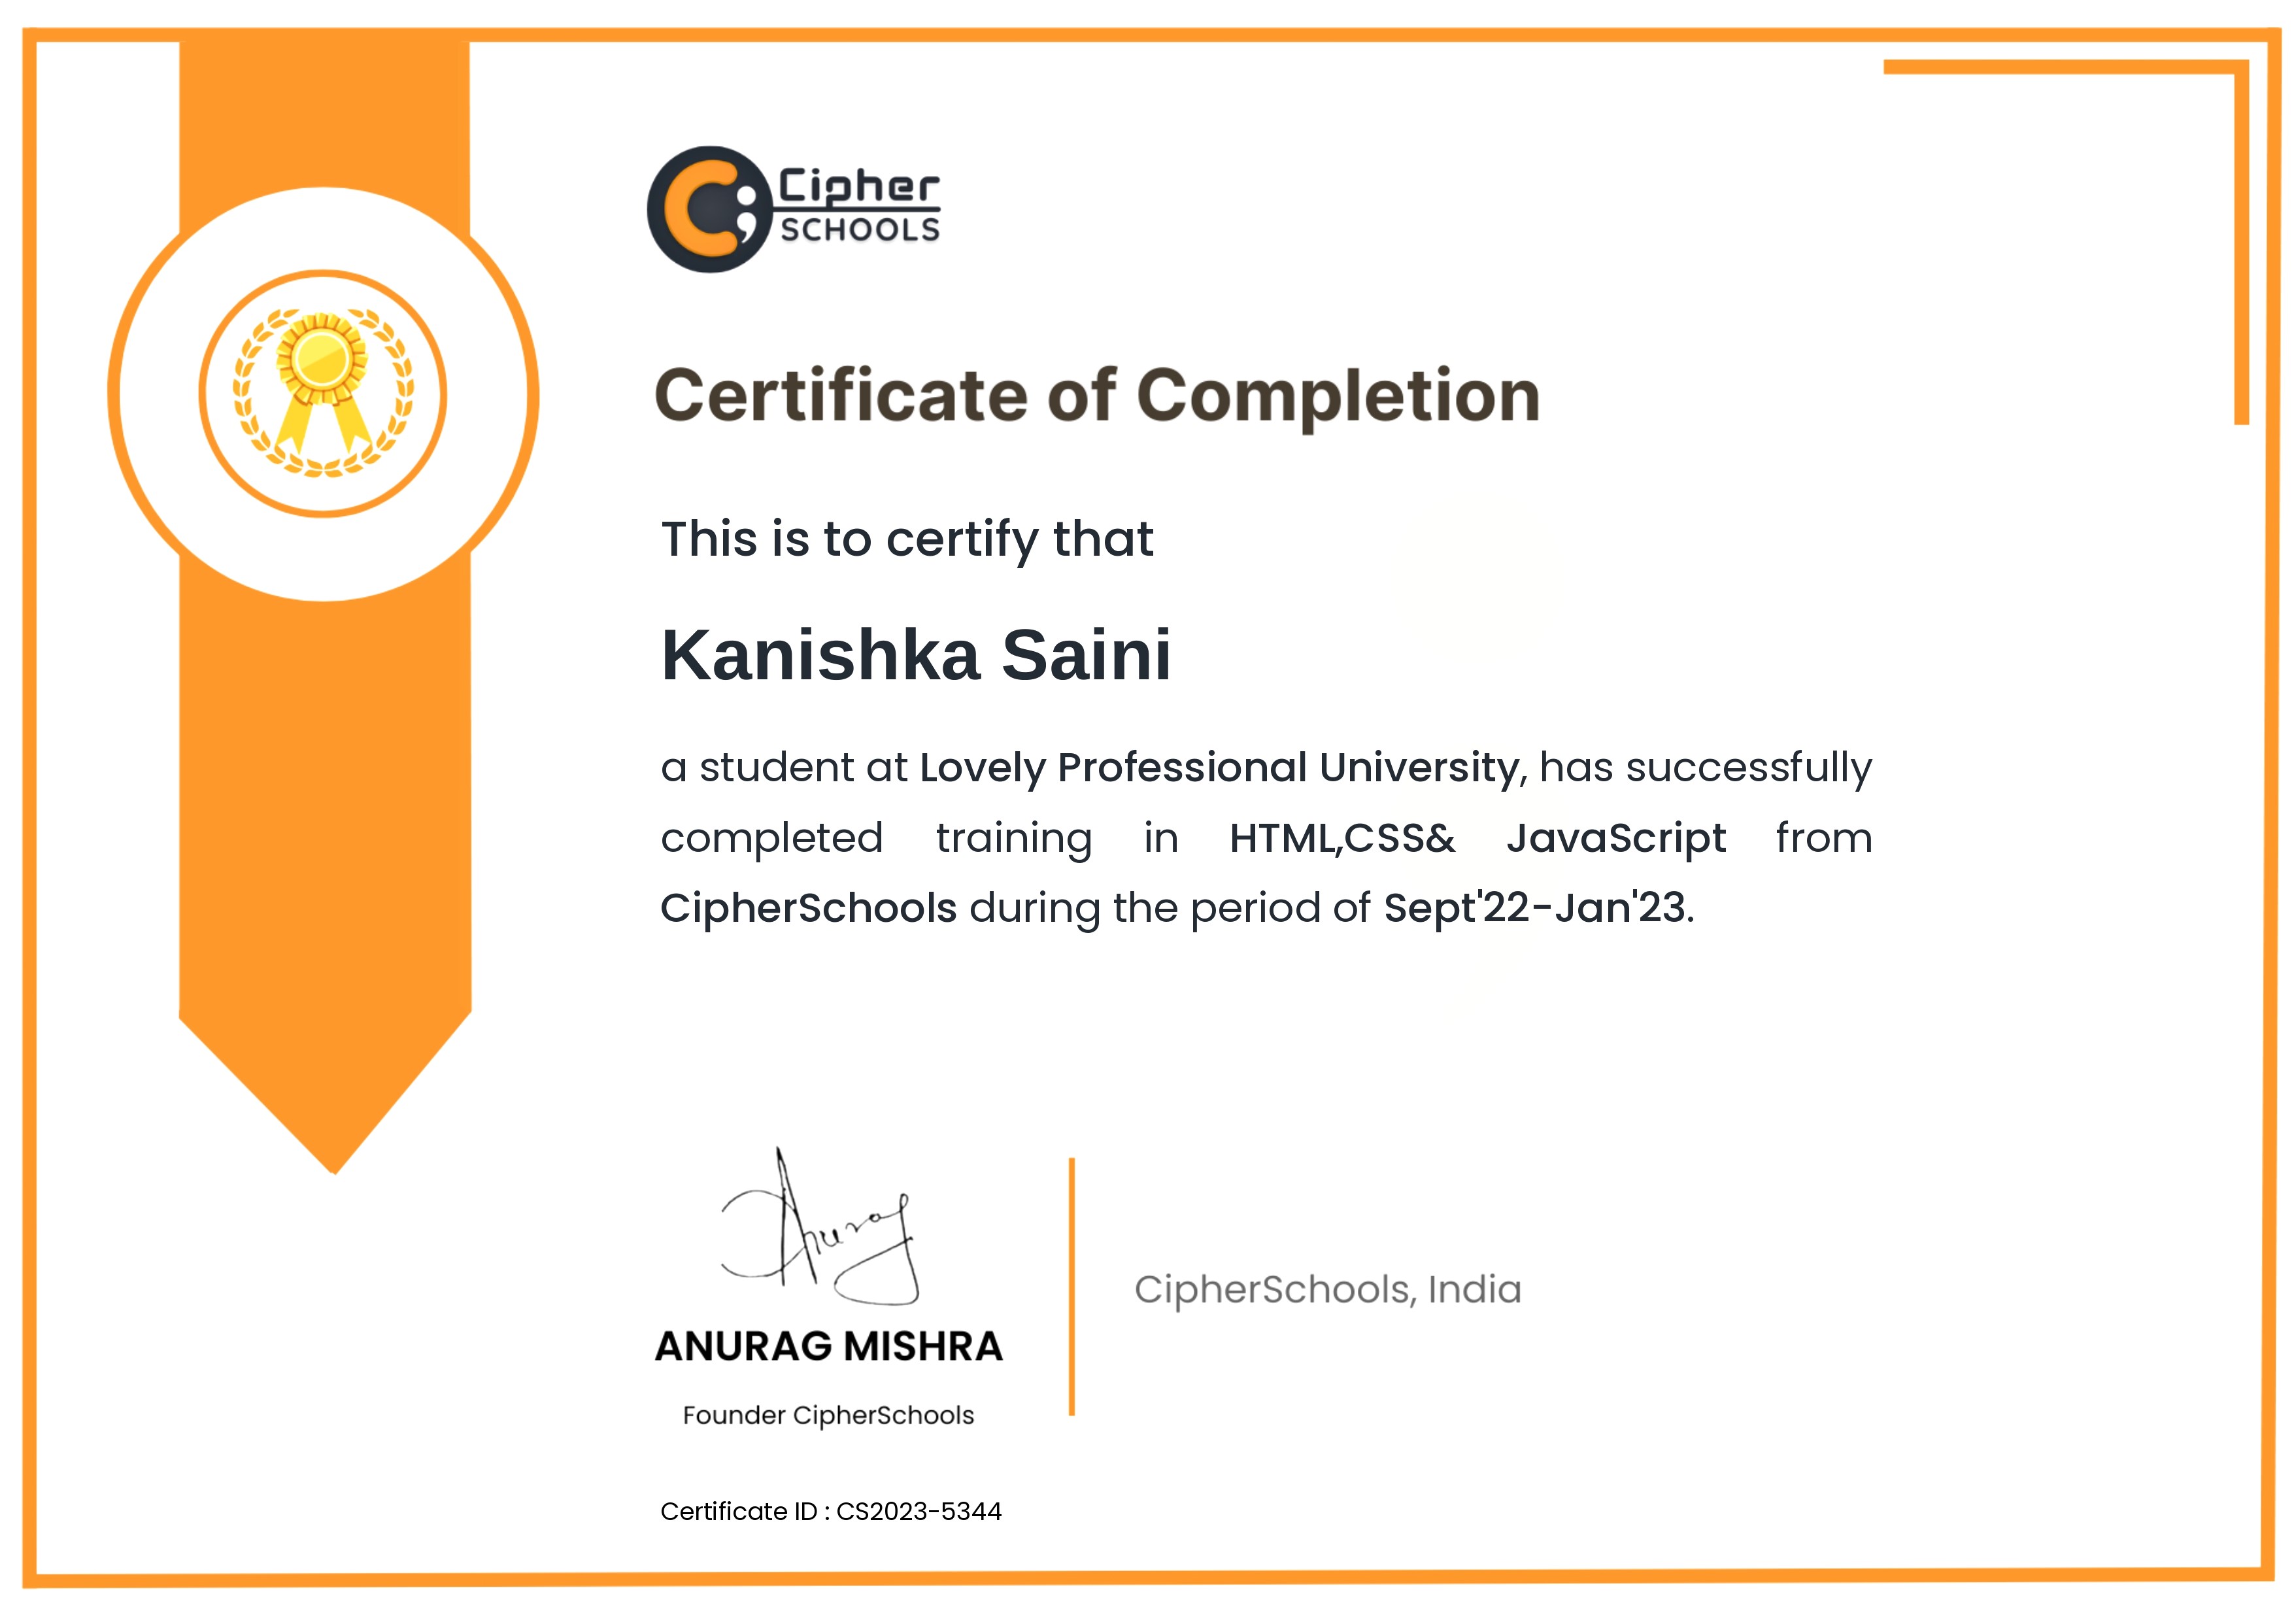 Cipher
SCHOOLS
Certificate of Completion
This is to certify that
Kanishka Saini
a student at Lovely Professional University, has successfully
completed training in HTML,CSS& JavaScript from
CipherSchools during the period of Sept'22-Jan'23.
Anurag
ANURAG MISHRA
Founder CipherSchools
CipherSchools, India
Certificate ID : CS2023-5344